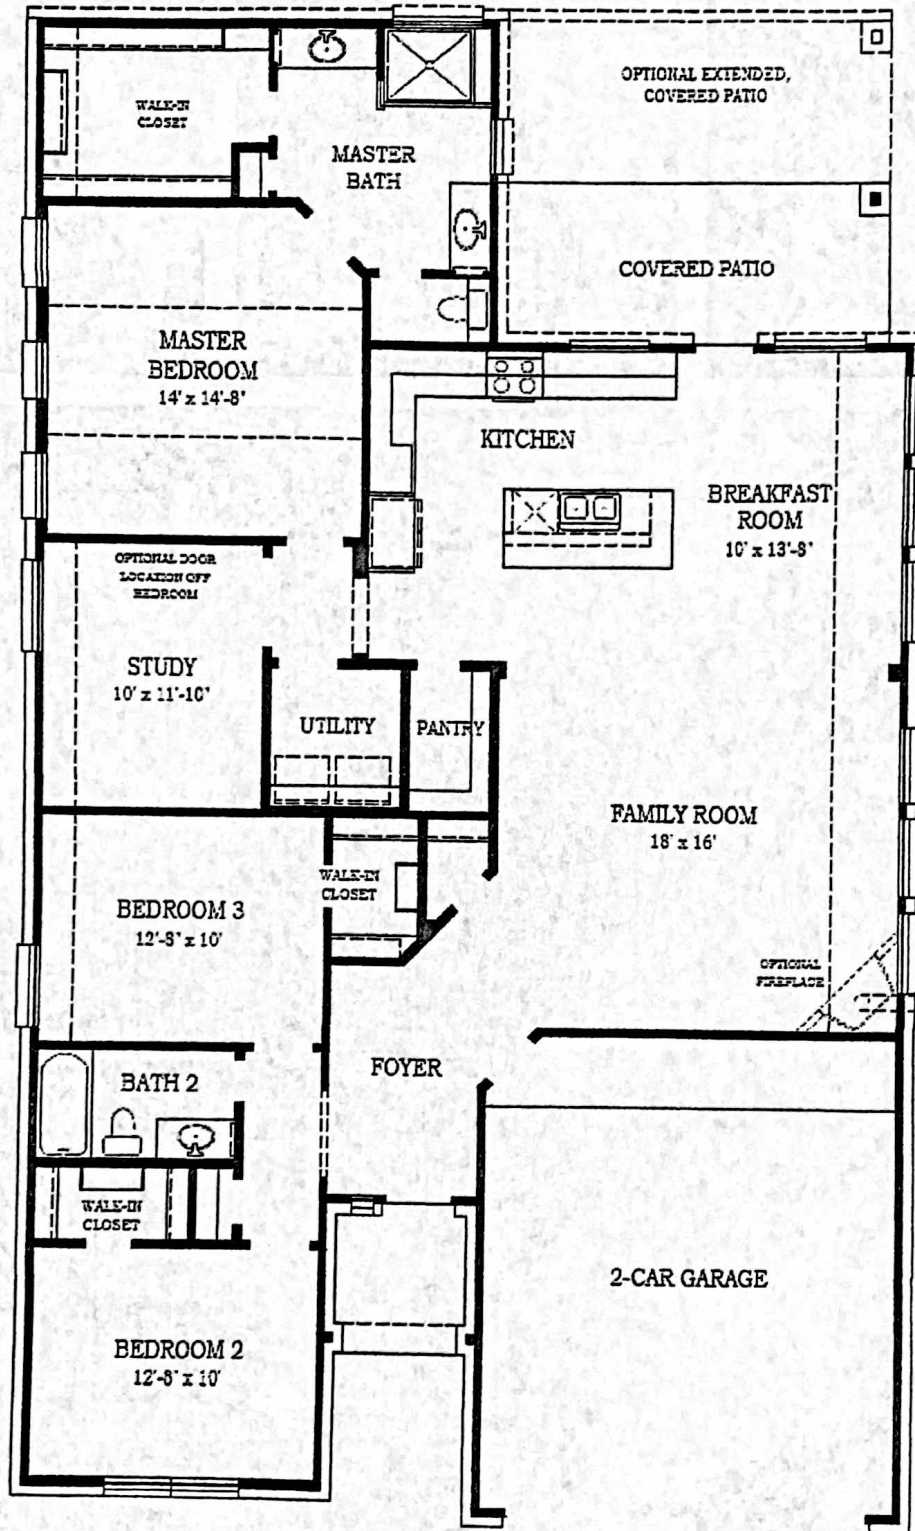 WALK-IN
CLOSET
MASTER
BATH
OPTIONAL EXTENDED,
COVERED PATIO
COVERED PATIO
MASTER
BEDROOM
14' x 14'-8"
KITCHEN
BREAKFAST
ROOM
10' x 13'-8"
OPTIONAL DOOR
LOCATION OFF
BEDROOM
STUDY
10' x 11'-10"
UTILITY
PANTRY
FAMILY ROOM
18' x 16'
WALK-IN
CLOSET
BEDROOM 3
12'-8" x 10'
OPTIONAL
FIREPLACE
FOYER
BATH 2
WALK-IN
CLOSET
2-CAR GARAGE
BEDROOM 2
12'-8" x 10'